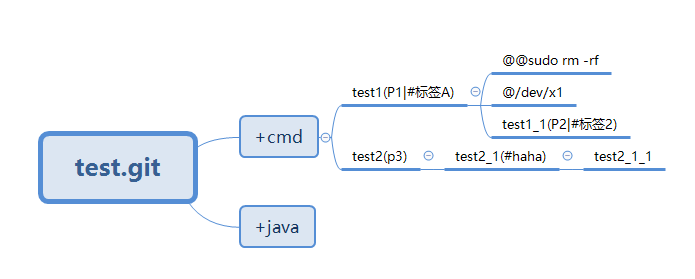 test.git
+cmd
test1(P1|#标签A)
@@sudo rm -rf
@/dev/x1
test1_1(P2|#标签2)
test2(p3)
test2_1(#haha)
test2_1_1
+java